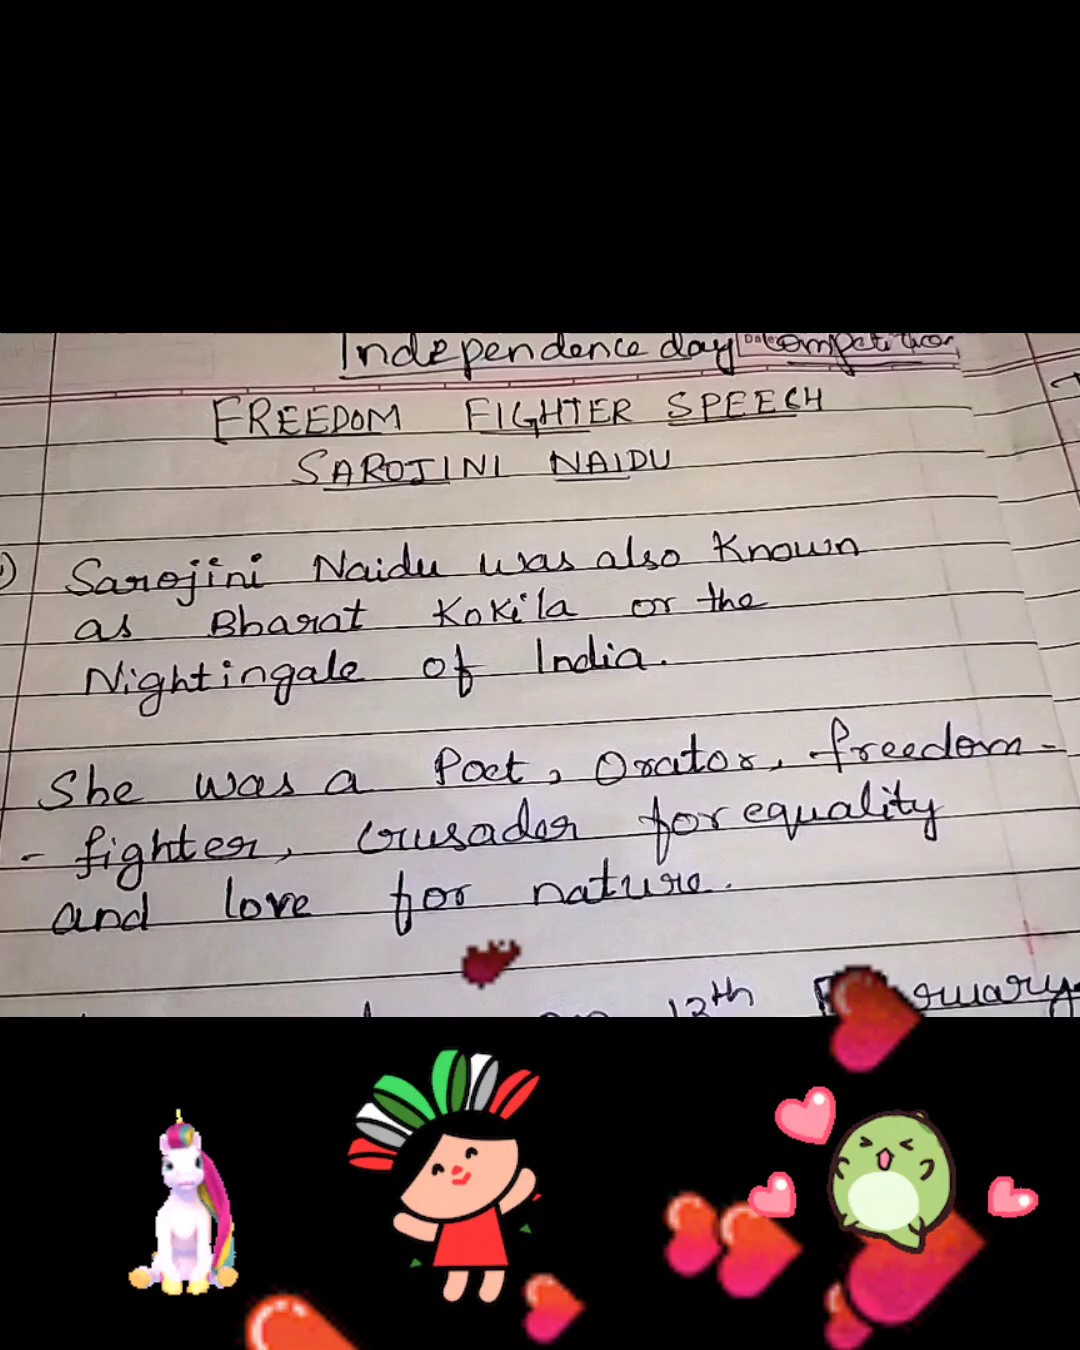 Independence day Competition
FREEDOM FIGHTER SPEECH
SAROJINI NAIDU
Sarojini Naidu was also Known
as Bharat Kokila or the
Nightingale of India.
She was a Poet, Orator, freedom-
- fighter, Crusader for equality
and love for nature.
13th